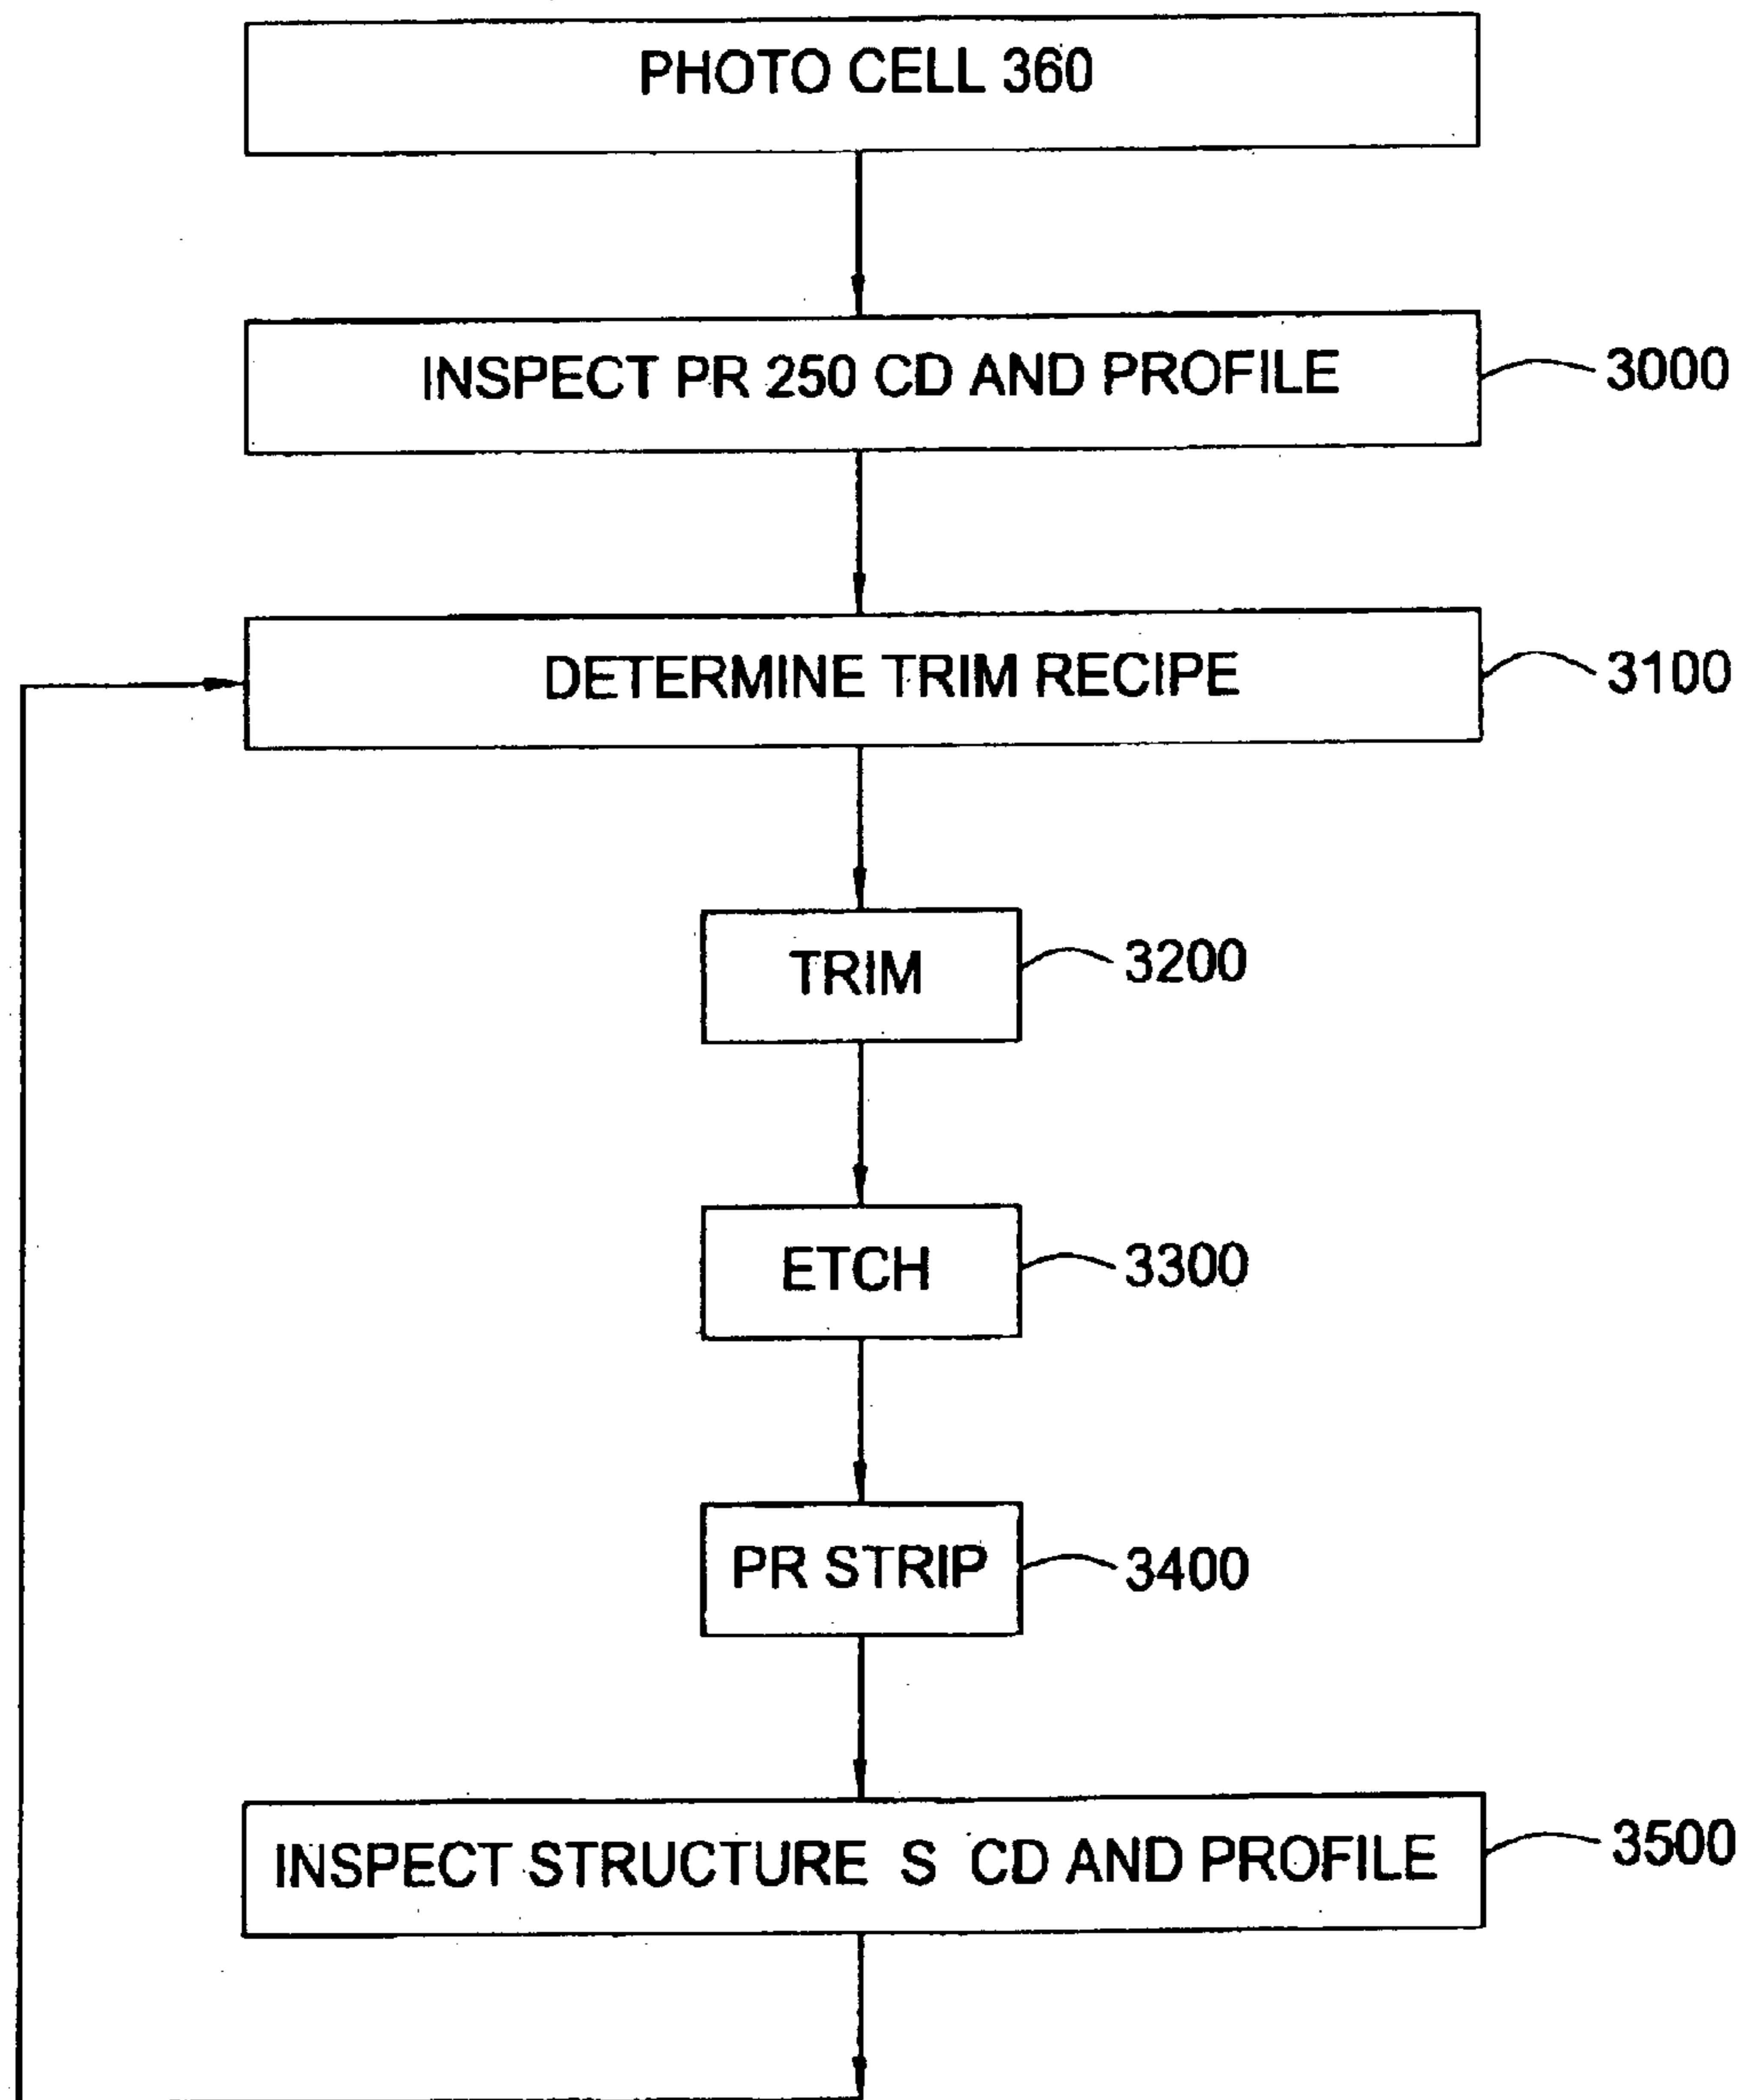 PHOTO CELL 360
INSPECT PR 250 CD AND PROFILE
3000
DETERMINE TRIM RECIPE
3100
TRIM
3200
ETCH
3300
PR STRIP
3400
INSPECT STRUCTURE S CD AND PROFILE
3500